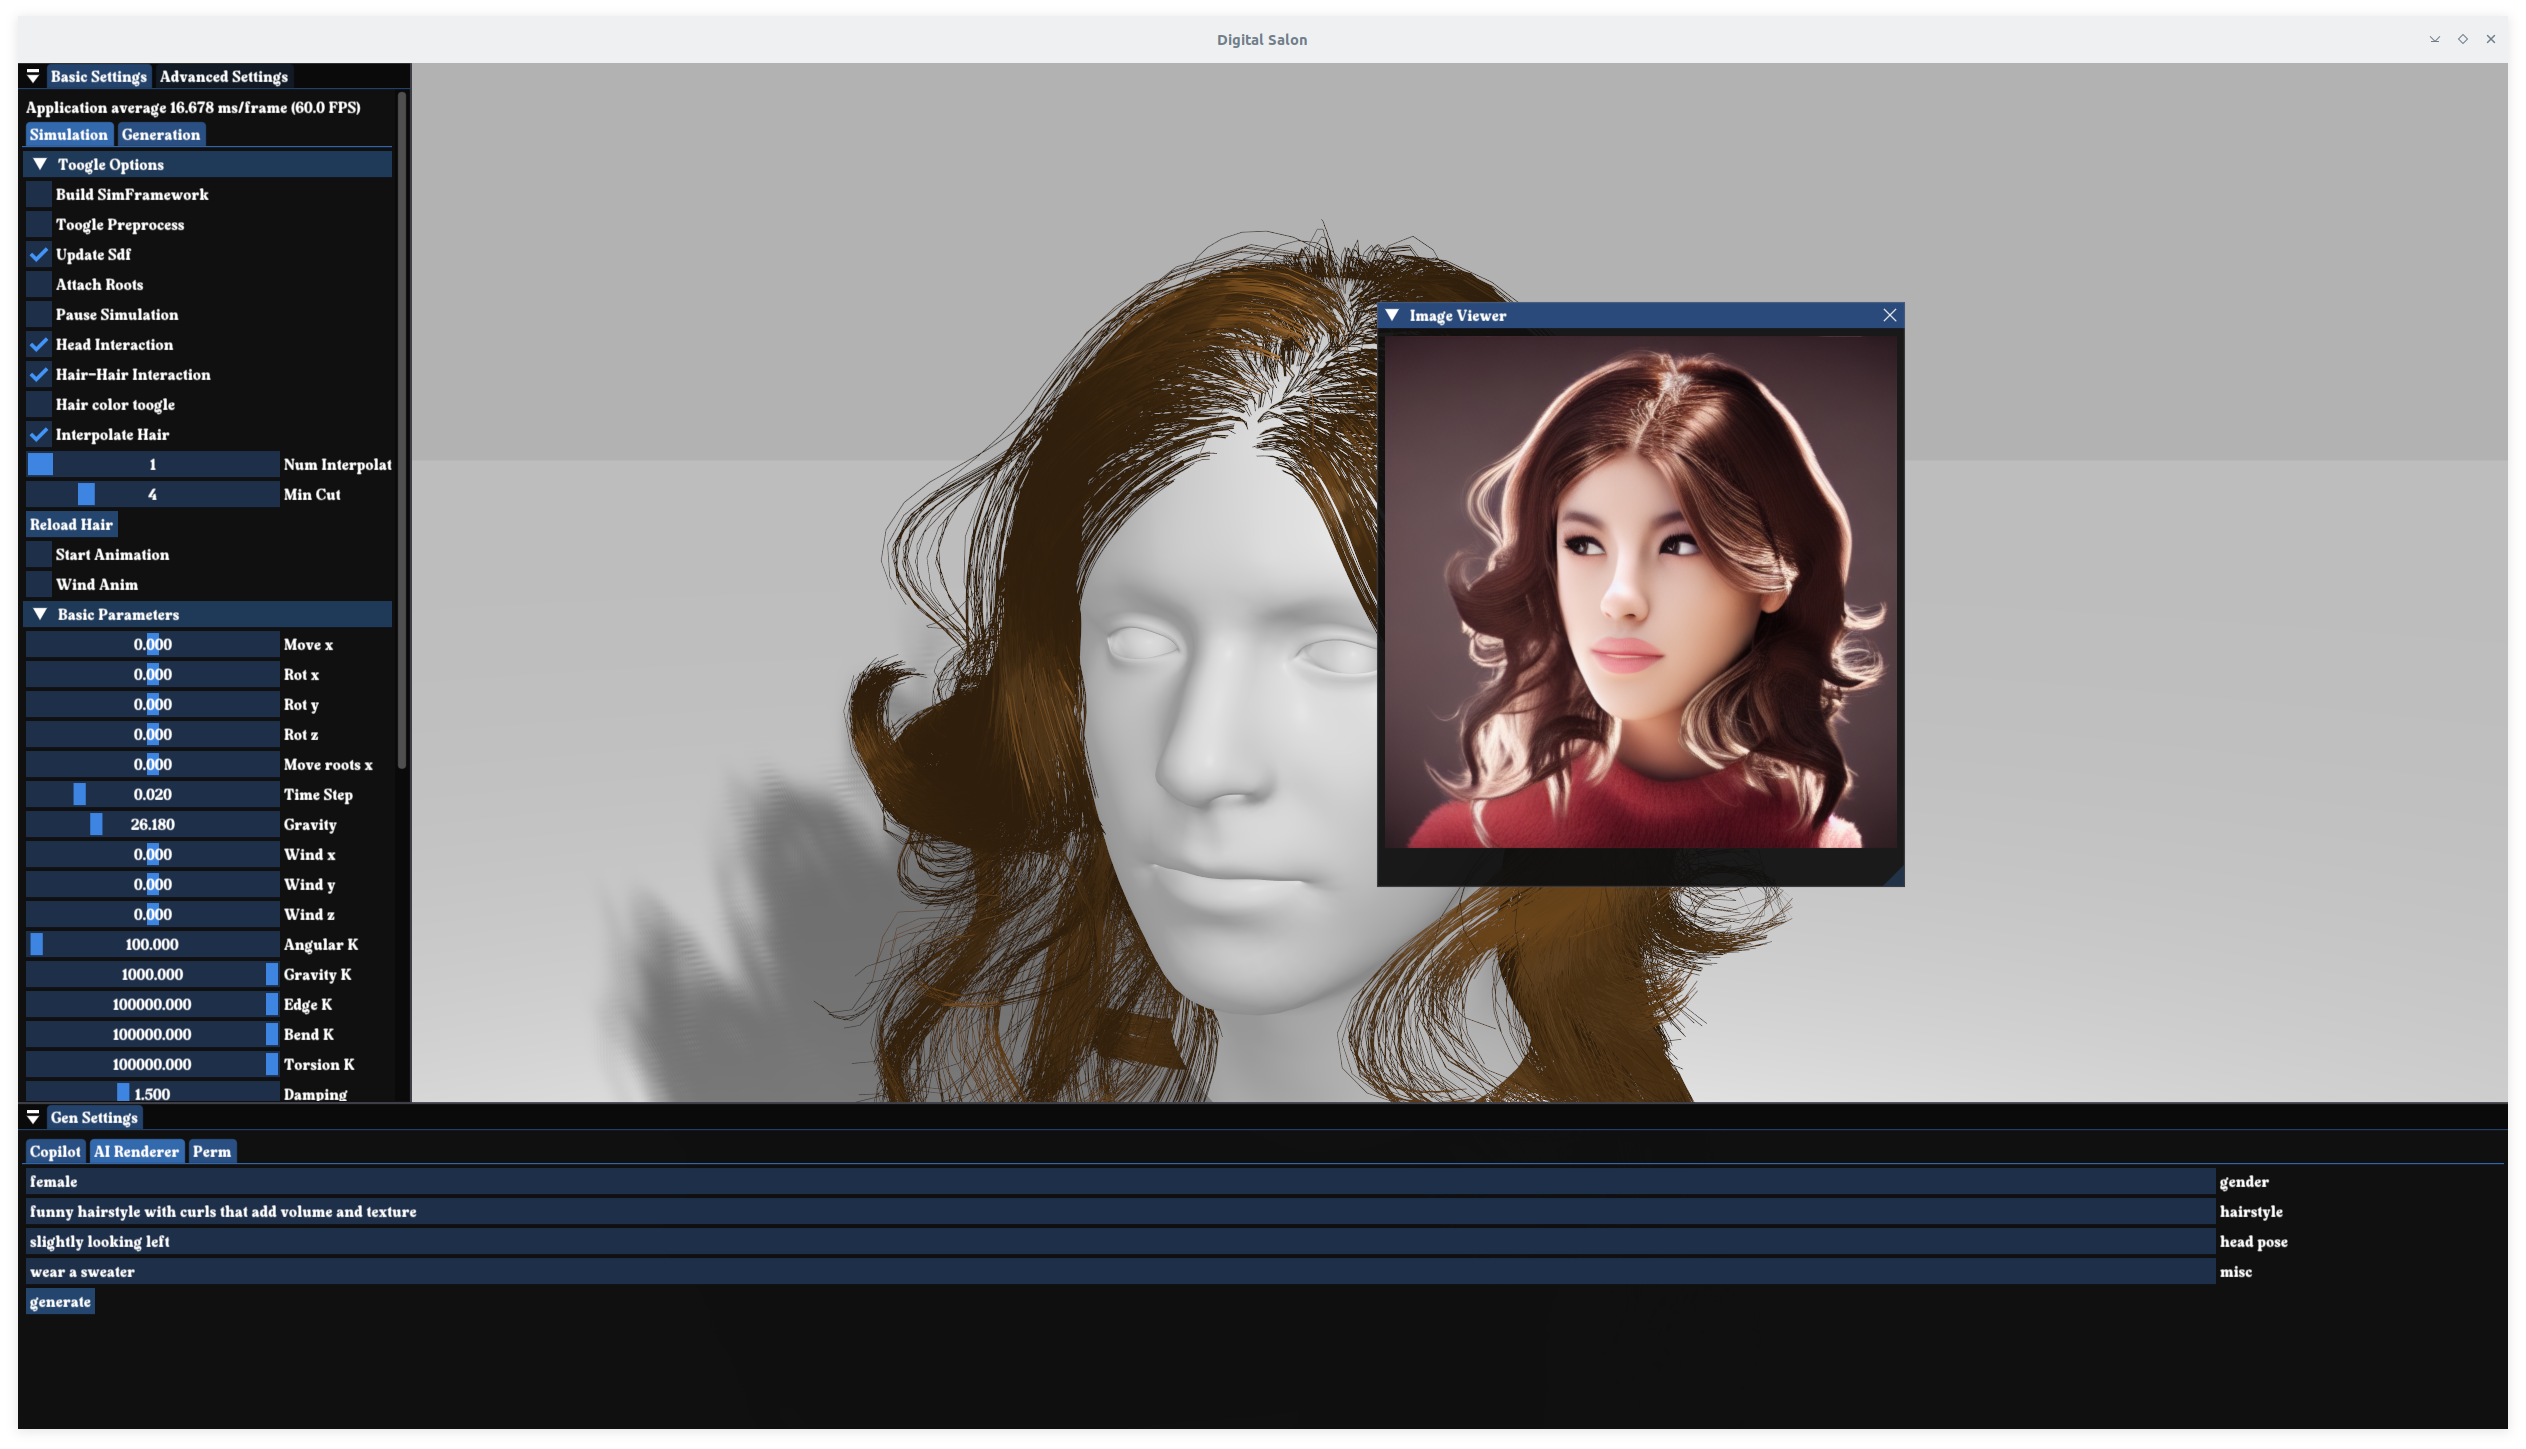 Digital Salon
Basic Settings Advanced Settings
Application average 16.678 ms/frame (60.0 FPS)
Simulation Generation
Toogle Options
Build SimFramework
Toogle Preprocess
Update Sdf
Attach Roots
Pause Simulation
Head Interaction
Hair-Hair Interaction
Hair color toogle
Interpolate Hair
1 Num Interpolat
4 Min Cut
Reload Hair
Start Animation
Wind Anim
Basic Parameters
0.000 Move x
0.000 Rot x
0.000 Rot y
0.000 Rot z
0.000 Move roots x
0.020 Time Step
26.180 Gravity
0.000 Wind x
0.000 Wind y
0.000 Wind z
100.000 Angular K
1000.000 Gravity K
100000.000 Edge K
100000.000 Bend K
100000.000 Torsion K
1.500 Damping
Image Viewer
Gen Settings
Copilot AI Renderer Perm
female gender
funny hairstyle with curls that add volume and texture hairstyle
slightly looking left head pose
wear a sweater misc
generate